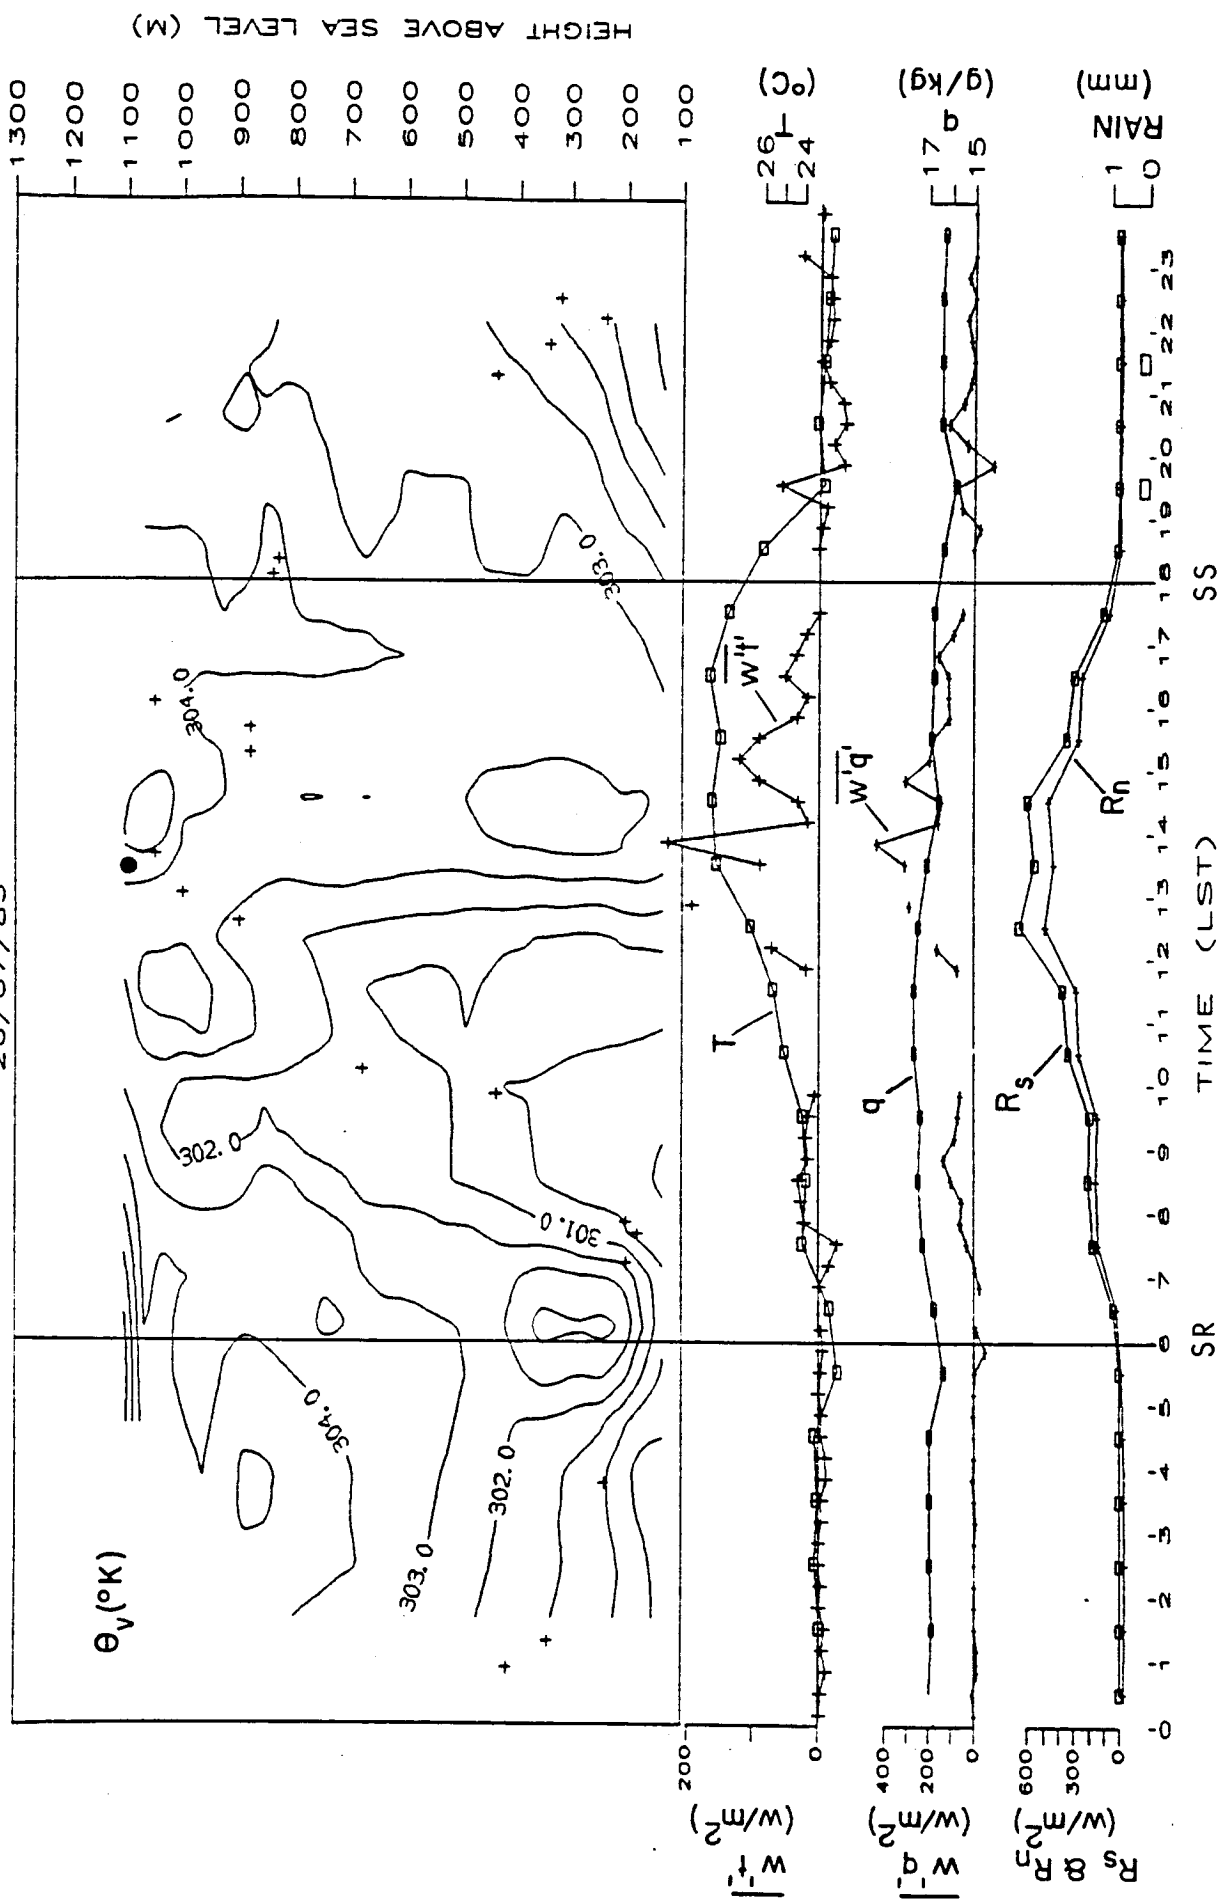 HEIGHT ABOVE SEA LEVEL (M)
1300
1200
1100
1000
900
800
700
600
500
400
300
200
100
θv(°K)
304.0
303.0
302.0
302.0
301.0
304.0
303.0
T
(°C)
26
24
w't'
T
w't'
(W/m²)
200
0
q
(g/kg)
17
15
w'q'
q
w'q'
(W/m²)
400
200
0
RAIN
(mm)
1
0
Rn
Rs
Rs & Rn
(W/m²)
600
300
0
0 1 2 3 4 5 6 7 8 9 10 11 12 13 14 15 16 17 18 19 20 21 22 23
SR
TIME (LST)
SS